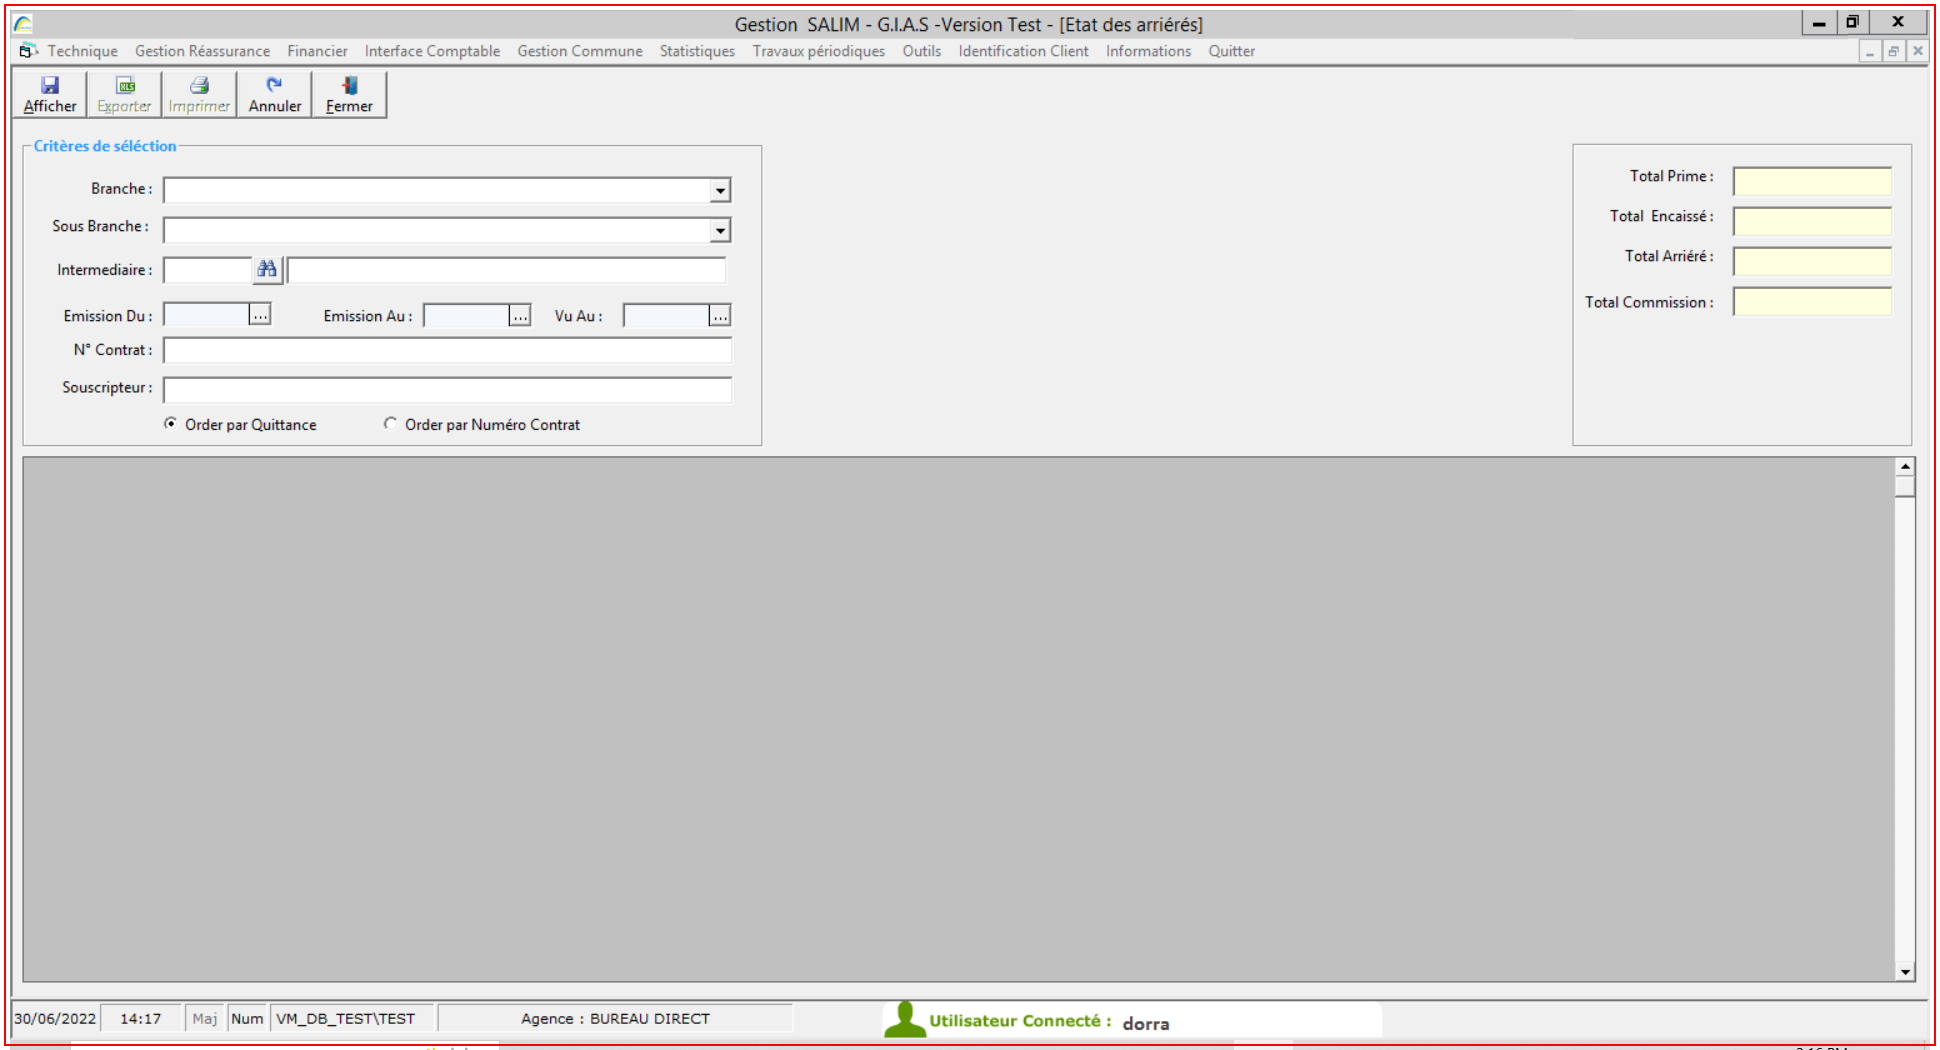 Gestion SALIM - G.I.A.S -Version Test - [Etat des arriérés]
Technique Gestion Réassurance Financier Interface Comptable Gestion Commune Statistiques Travaux périodiques Outils Identification Client Informations Quitter
Afficher Exporter Imprimer Annuler Fermer
Critères de séléction
Branche :
Sous Branche :
Intermediaire :
Emission Du : ... Emission Au : ... Vu Au : ...
N° Contrat :
Souscripteur :
Order par Quittance Order par Numéro Contrat
Total Prime :
Total Encaissé :
Total Arriéré :
Total Commission :
30/06/2022 14:17 Maj Num VM_DB_TEST\TEST Agence : BUREAU DIRECT Utilisateur Connecté : dorra